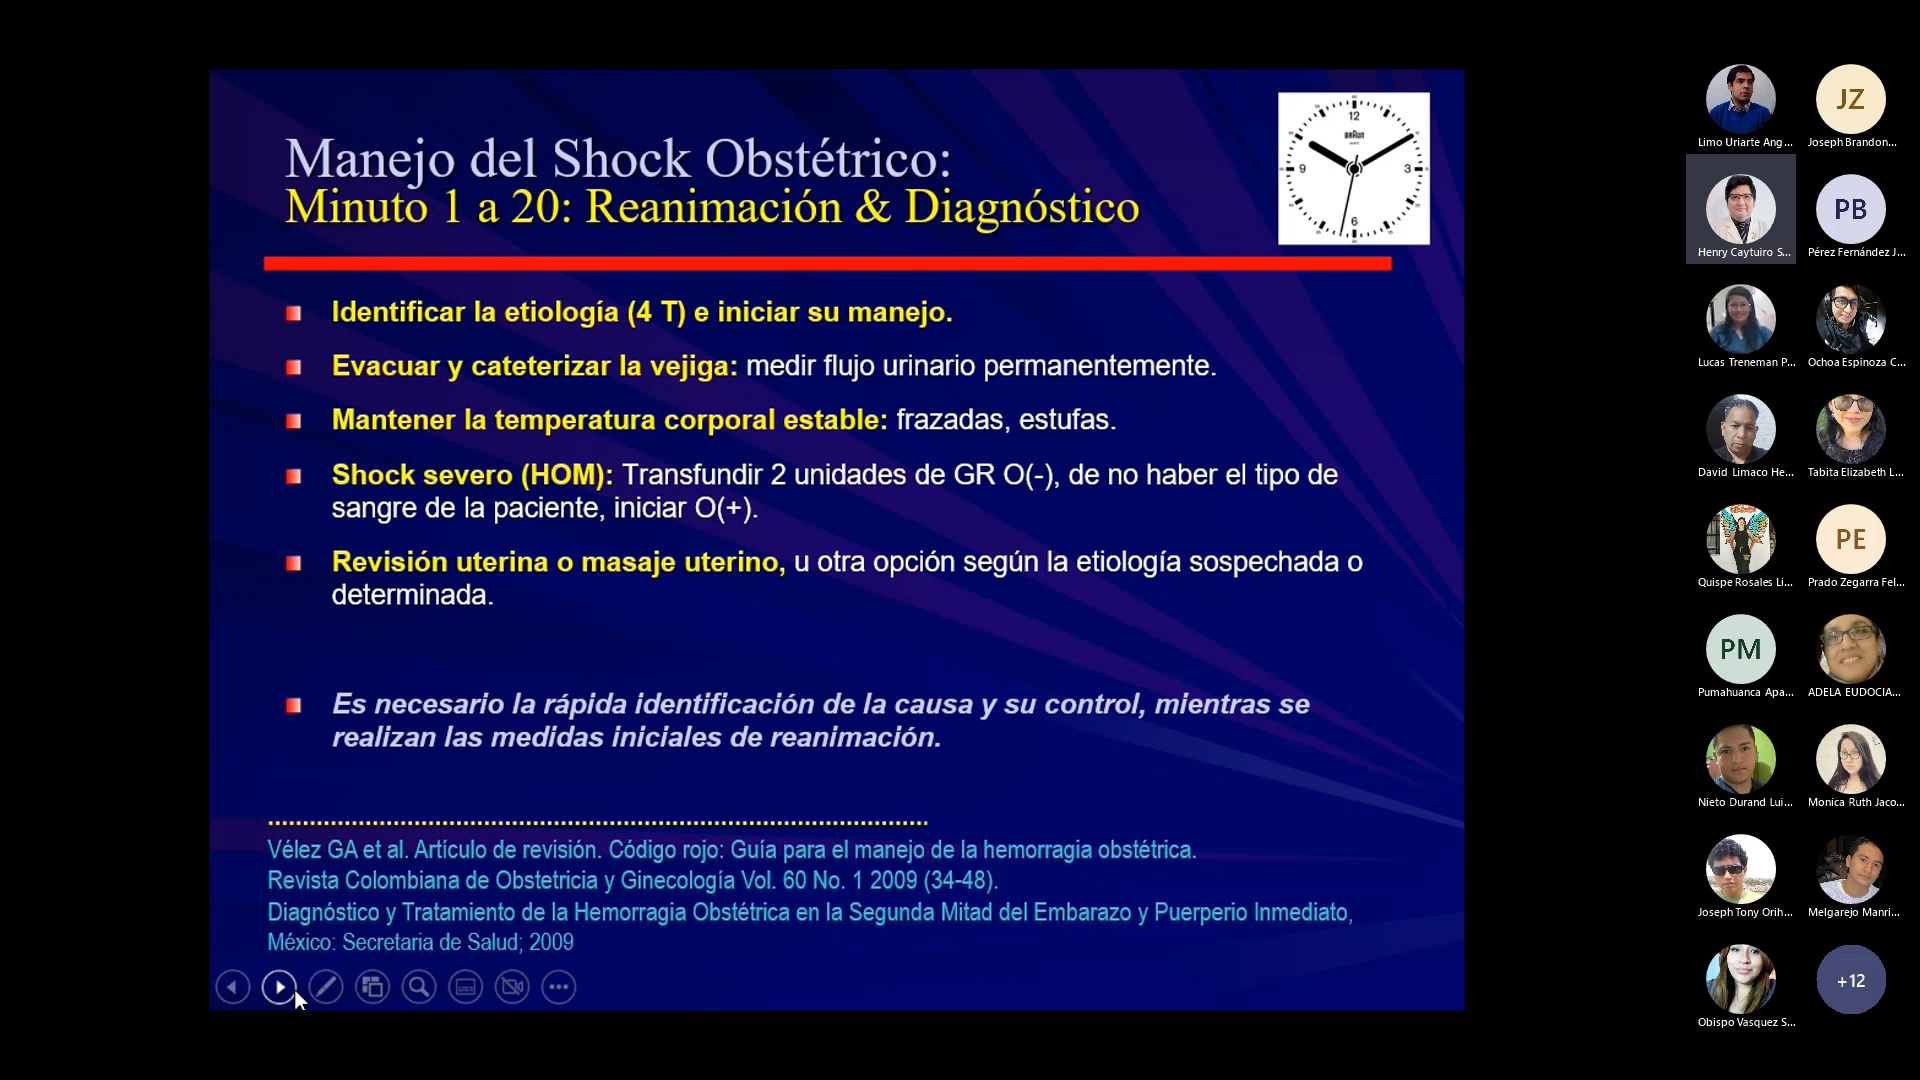 Manejo del Shock Obstétrico:
Minuto 1 a 20: Reanimación & Diagnóstico
12
BRAUN
9
3
6
Identificar la etiología (4 T) e iniciar su manejo.
Evacuar y cateterizar la vejiga: medir flujo urinario permanentemente.
Mantener la temperatura corporal estable: frazadas, estufas.
Shock severo (HOM): Transfundir 2 unidades de GR O(-), de no haber el tipo de
sangre de la paciente, iniciar O(+).
Revisión uterina o masaje uterino, u otra opción según la etiología sospechada o
determinada.
Es necesario la rápida identificación de la causa y su control, mientras se
realizan las medidas iniciales de reanimación.
Vélez GA et al. Artículo de revisión. Código rojo: Guía para el manejo de la hemorragia obstétrica.
Revista Colombiana de Obstetricia y Ginecología Vol. 60 No. 1 2009 (34-48).
Diagnóstico y Tratamiento de la Hemorragia Obstétrica en la Segunda Mitad del Embarazo y Puerperio Inmediato,
México: Secretaria de Salud; 2009
Limo Uriarte Ang...
JZ
Joseph Brandon...
Henry Caytuiro S...
PB
Pérez Fernández J...
Lucas Treneman P...
Ochoa Espinoza C...
David Limaco He...
Tabita Elizabeth L...
Quispe Rosales Li...
PE
Prado Zegarra Fel...
PM
Pumahuanca Apa...
ADELA EUDOCIA...
Nieto Durand Lui...
Monica Ruth Jaco...
Joseph Tony Orih...
Melgarejo Manri...
Obispo Vasquez S...
+12